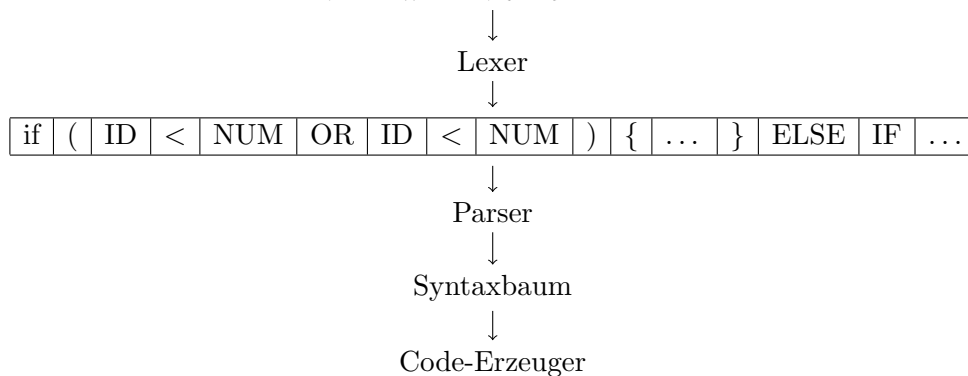 Lexer
if ( ID < NUM OR ID < NUM ) { ... } ELSE IF ...
Parser
Syntaxbaum
Code-Erzeuger